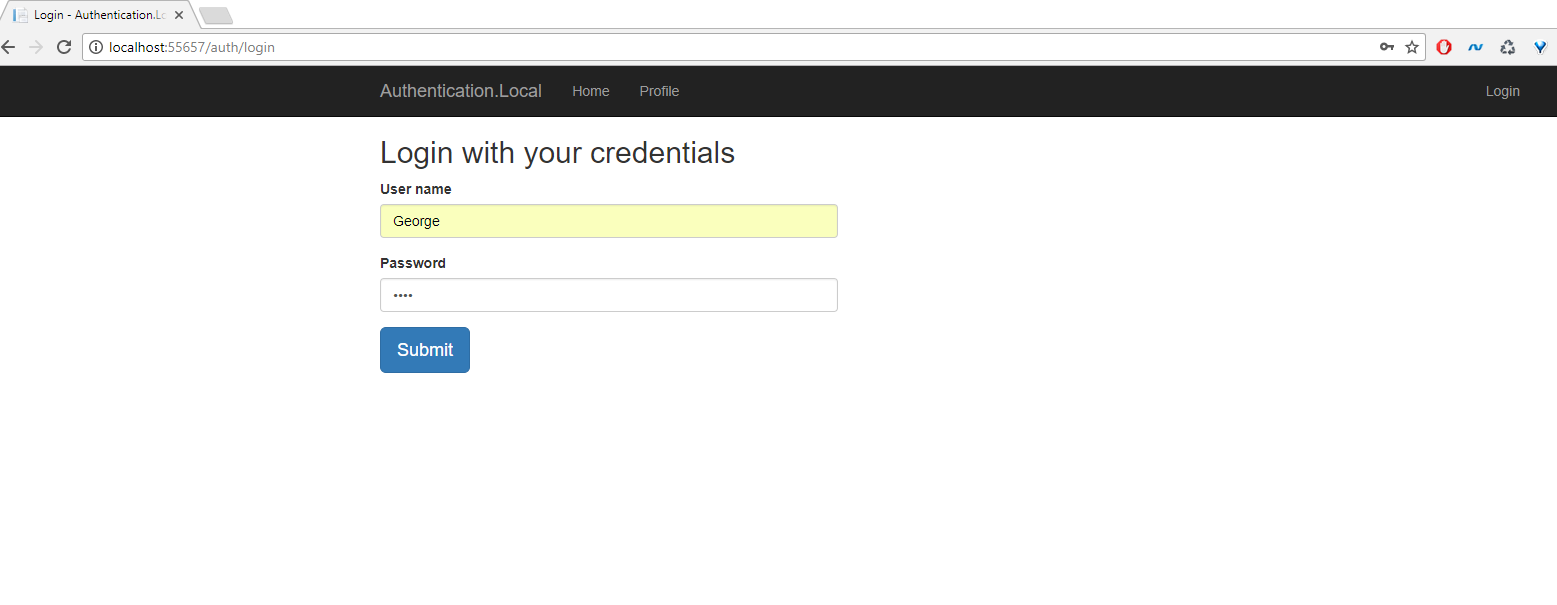 Login - Authentication.Lo
localhost:55657/auth/login
Authentication.Local Home Profile Login
Login with your credentials
User name
George
Password
••••
Submit